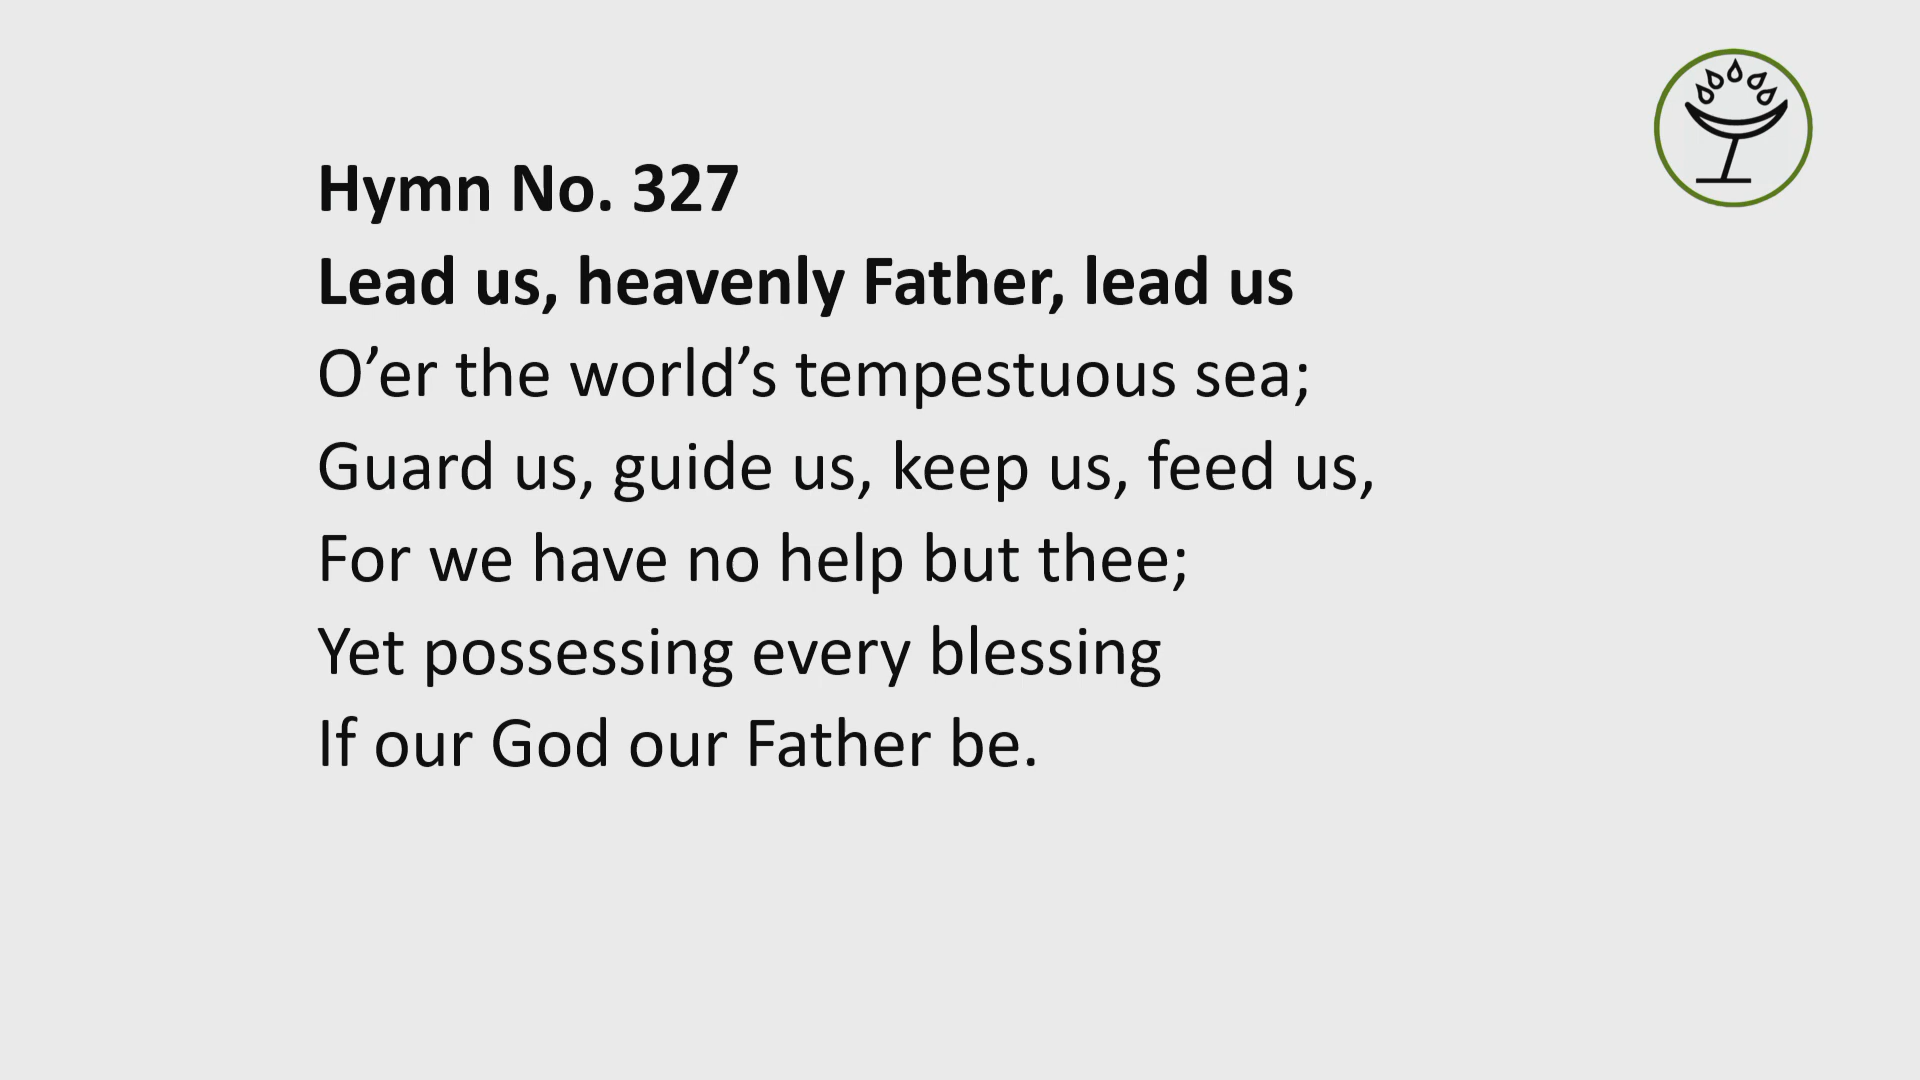 Hymn No. 327
Lead us, heavenly Father, lead us
O’er the world’s tempestuous sea;
Guard us, guide us, keep us, feed us,
For we have no help but thee;
Yet possessing every blessing
If our God our Father be.